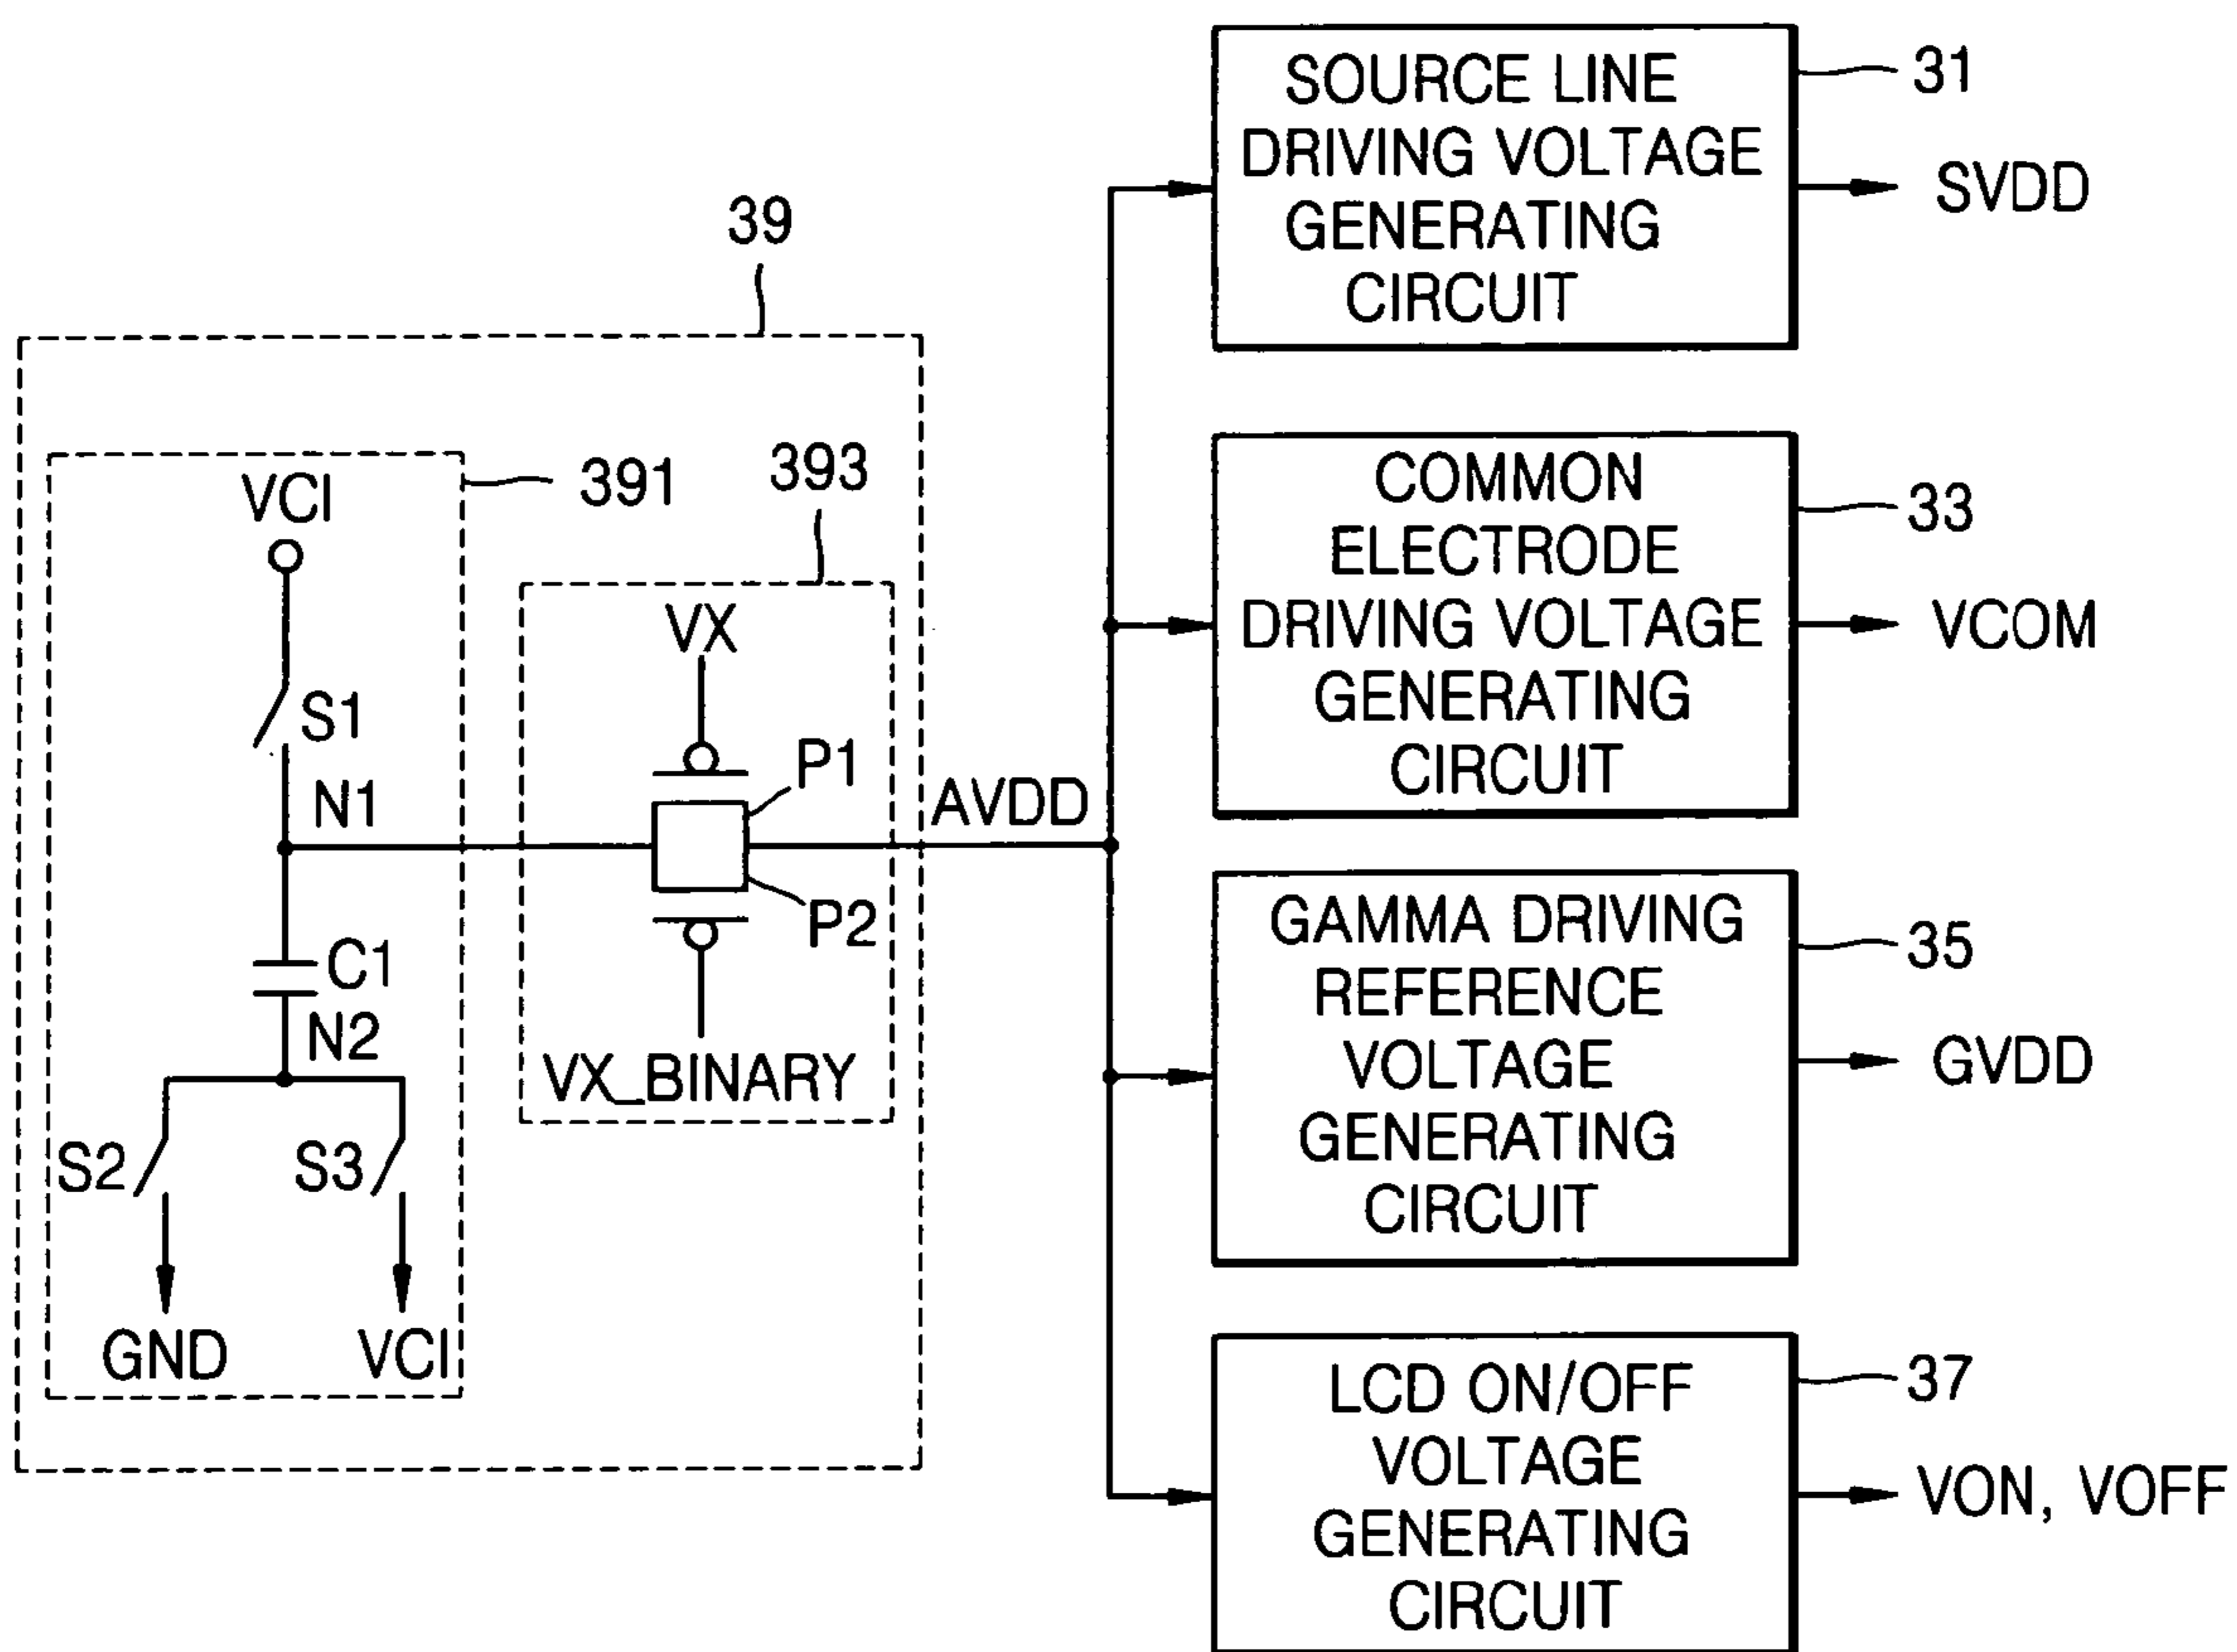 39
391
VCI
S1
N1
C1
N2
S2
S3
GND
VCI
393
VX
P1
P2
VX_BINARY
AVDD
SOURCE LINE
DRIVING VOLTAGE
GENERATING
CIRCUIT
31
SVDD
COMMON
ELECTRODE
DRIVING VOLTAGE
GENERATING
CIRCUIT
33
VCOM
GAMMA DRIVING
REFERENCE
VOLTAGE
GENERATING
CIRCUIT
35
GVDD
LCD ON/OFF
VOLTAGE
GENERATING
CIRCUIT
37
VON, VOFF